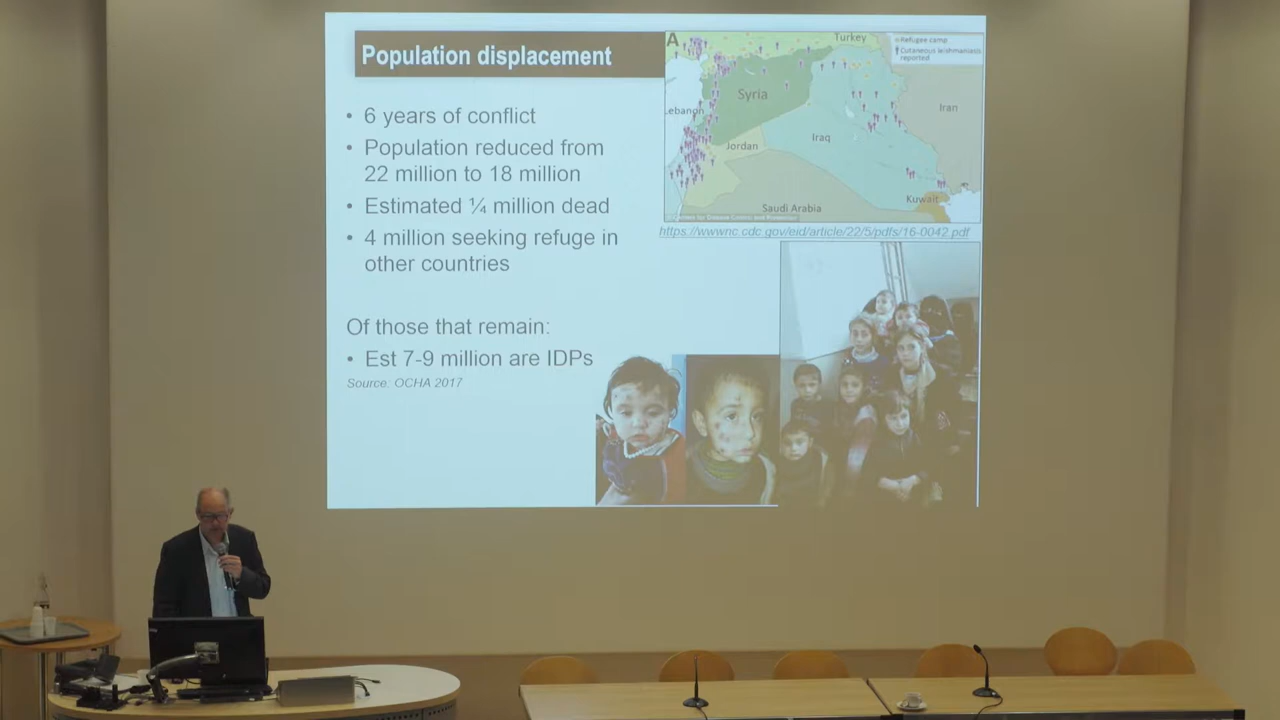 Population displacement
• 6 years of conflict
• Population reduced from
22 million to 18 million
• Estimated ¼ million dead
• 4 million seeking refuge in
other countries
Of those that remain:
• Est 7-9 million are IDPs
Source: OCHA 2017
A
Turkey
Refugee camp
Cutaneous leishmaniasis
reported
Syria
Lebanon
Iran
Iraq
Jordan
Saudi Arabia
Kuwait
https://wwwnc.cdc.gov/eid/article/22/5/pdfs/16-0042.pdf